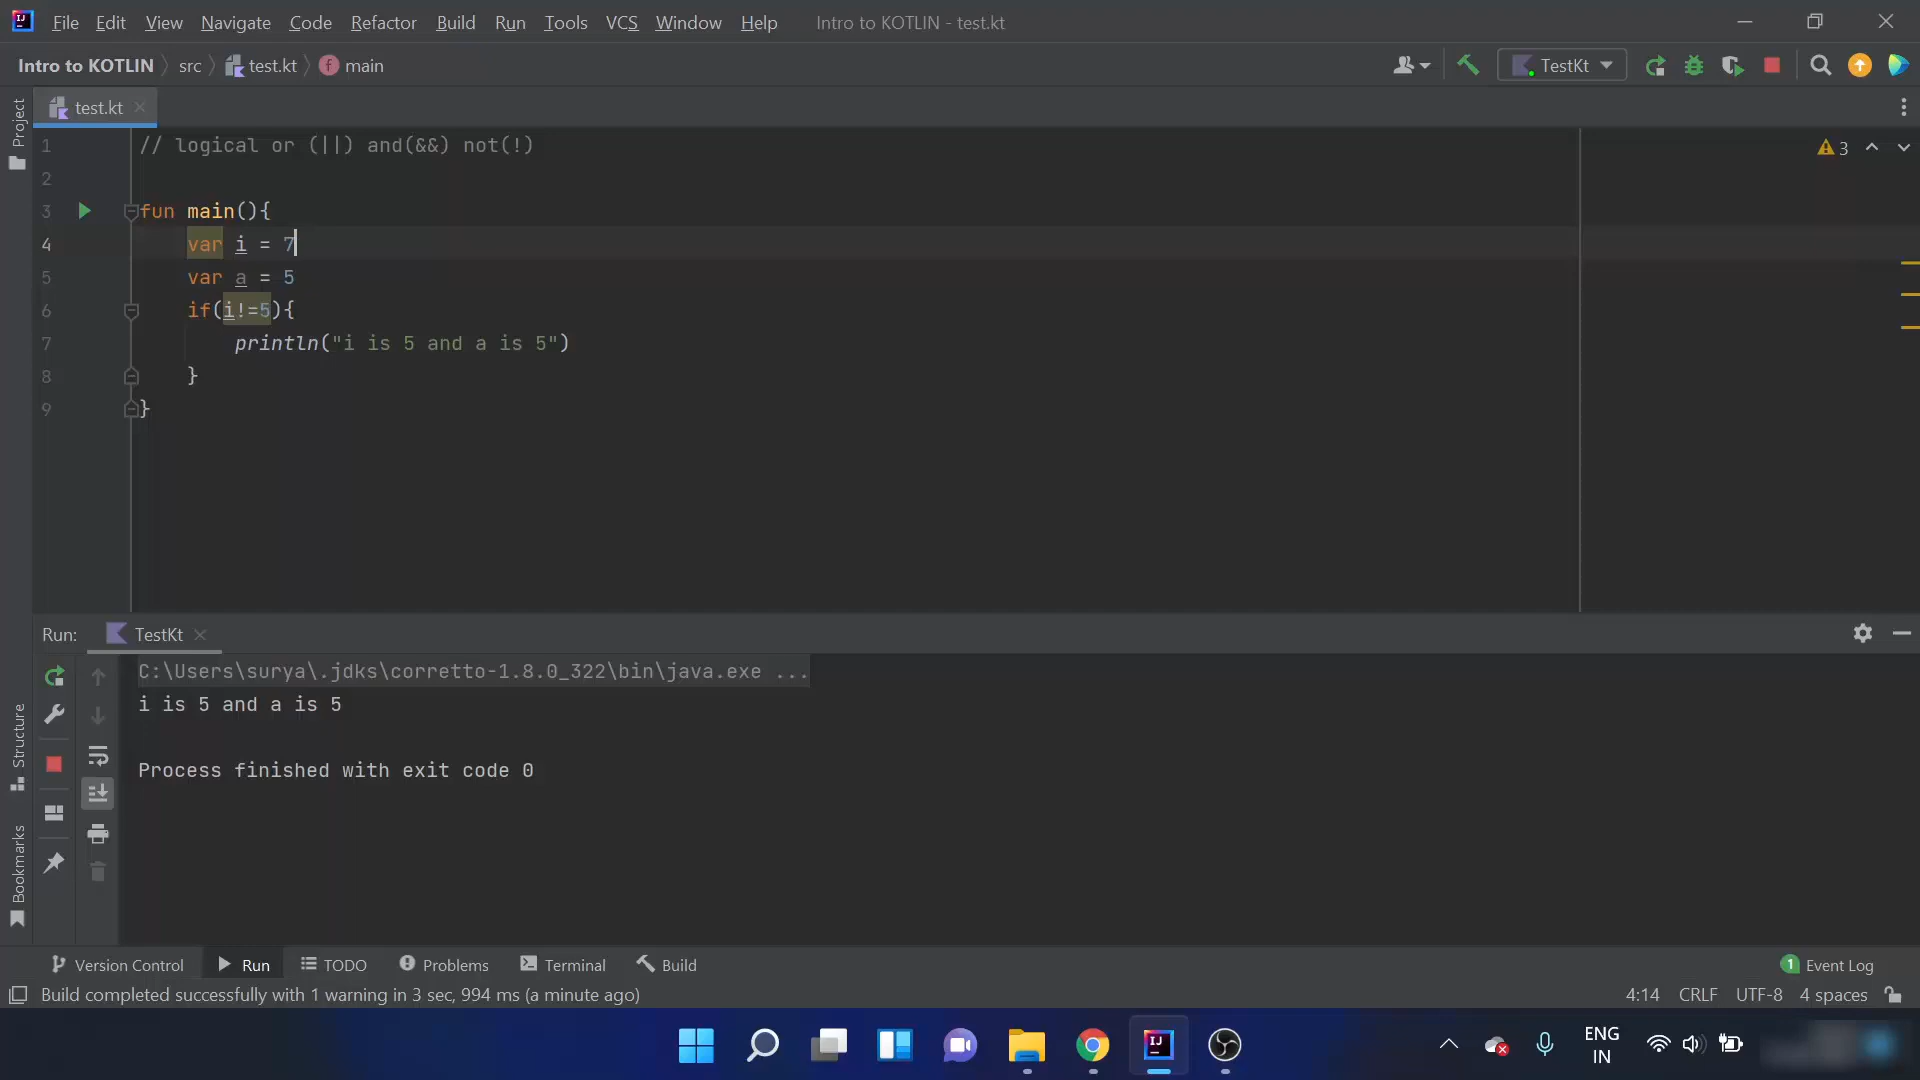 File Edit View Navigate Code Refactor Build Run Tools VCS Window Help Intro to KOTLIN - test.kt
Intro to KOTLIN src test.kt main TestKt
Project
test.kt
1 // logical or (||) and(&&) not(!)
3
2
3 fun main(){
4 var i = 7
5 var a = 5
6 if(i!=5){
7 println("i is 5 and a is 5")
8 }
9 }
Run: TestKt
C:\Users\surya\.jdks\corretto-1.8.0_322\bin\java.exe ...
i is 5 and a is 5
Process finished with exit code 0
Structure
Bookmarks
Version Control Run TODO Problems Terminal Build 1 Event Log
Build completed successfully with 1 warning in 3 sec, 994 ms (a minute ago) 4:14 CRLF UTF-8 4 spaces
ENG
IN